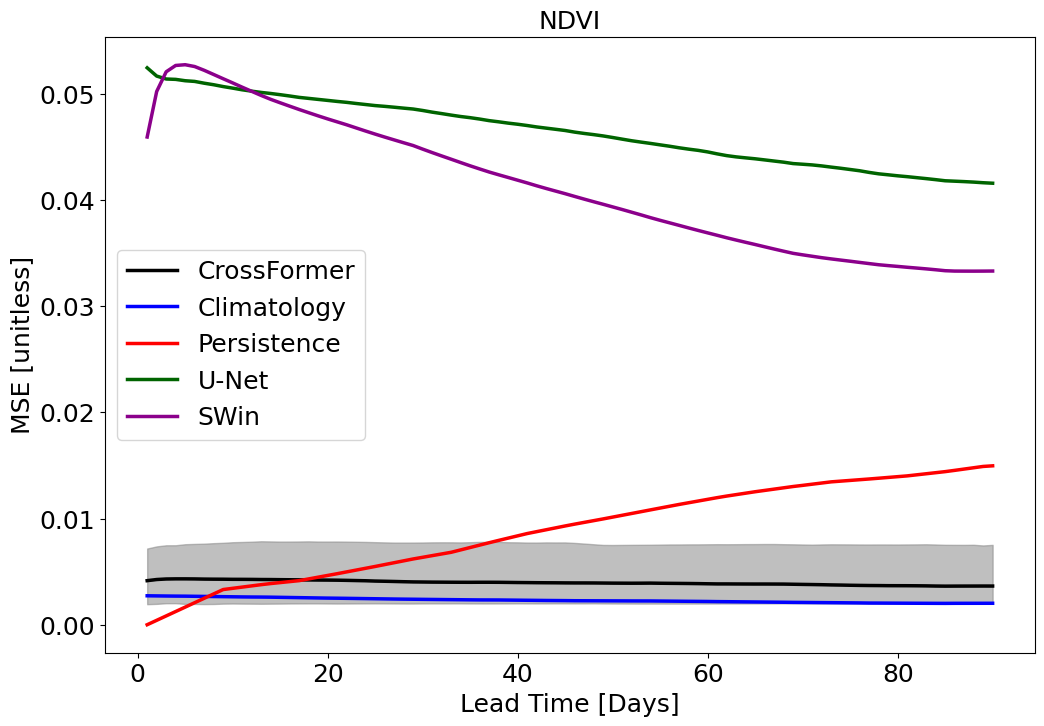 NDVI
MSE [unitless]
0.05
0.04
0.03
0.02
0.01
0.00
CrossFormer
Climatology
Persistence
U-Net
SWin
0 20 40 60 80
Lead Time [Days]